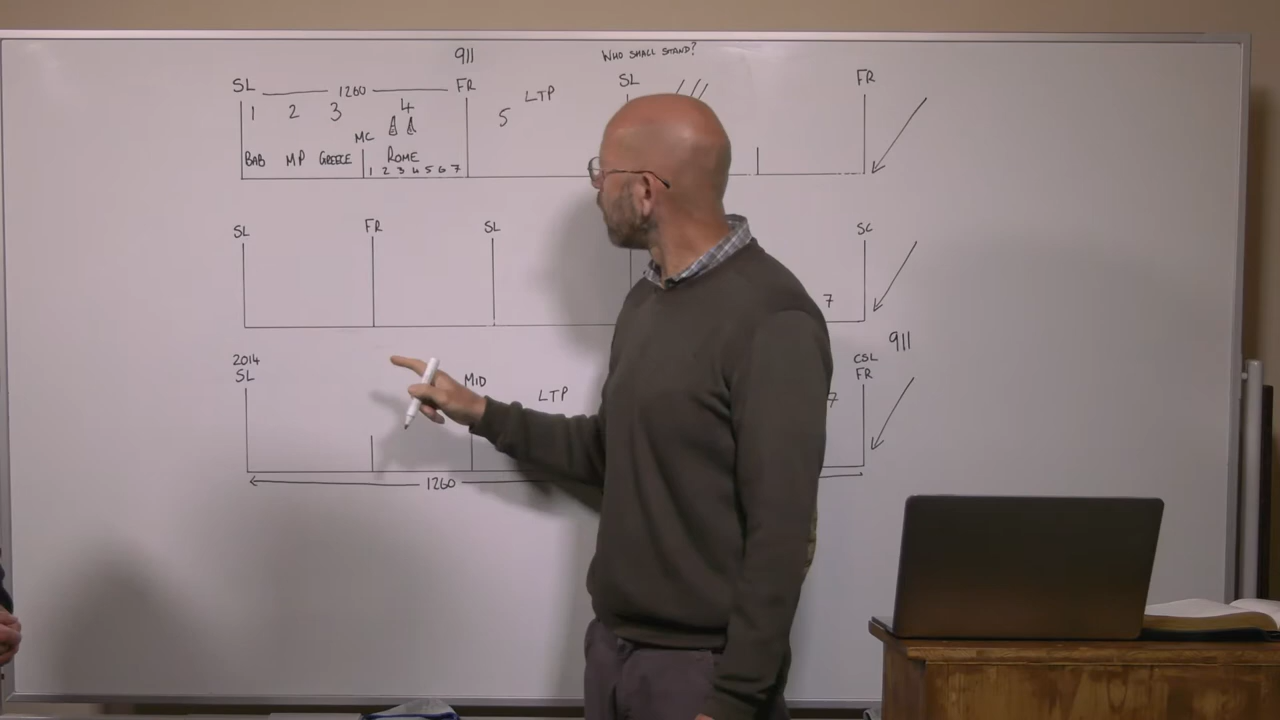 911 WHO SHALL STAND?
SL 1260 FR LTP SL FR
1 2 3 4 5
MC
BAB MP GREECE ROME
1 2 3 4 5 6 7
SL FR SL SC
7
911
2014 CSL
SL MID LTP FR
7
1260